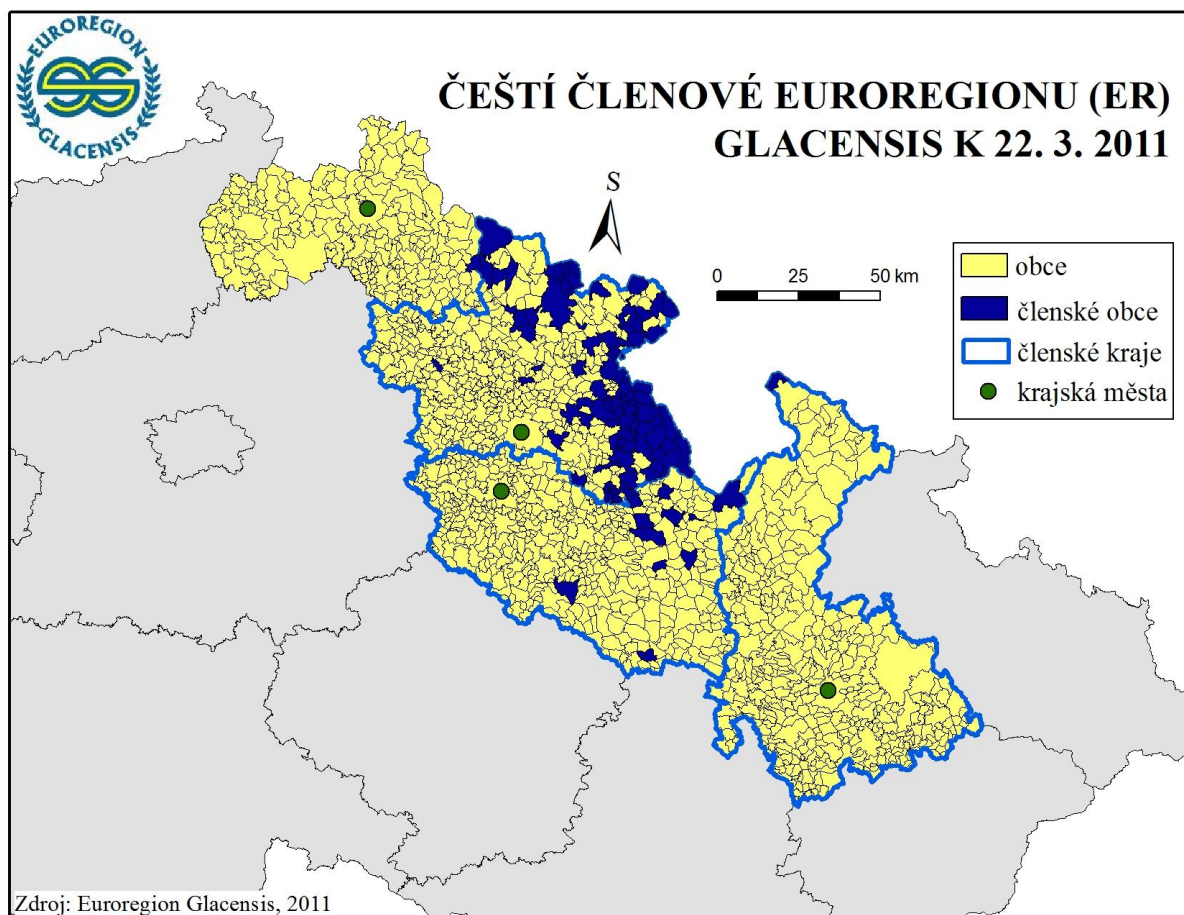 EUROREGION
GLACENSIS
ČEŠTÍ ČLENOVÉ EUROREGIONU (ER)
GLACENSIS K 22. 3. 2011
S
0 25 50 km
obce
členské obce
členské kraje
krajská města
Zdroj: Euroregion Glacensis, 2011